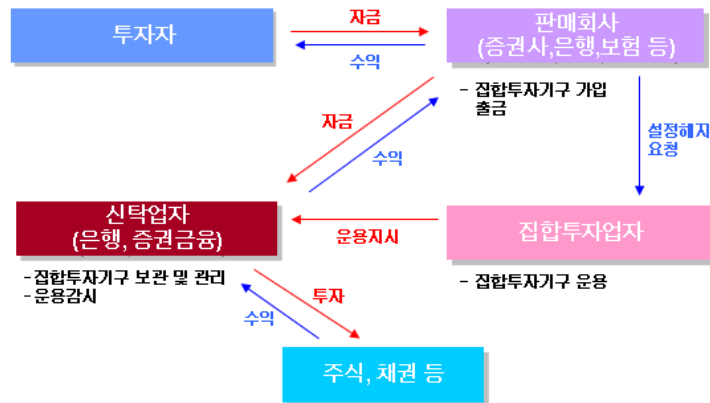 투자자
자금
수익
판매회사
(증권사,은행,보험 등)
- 집합투자기구 가입
출금
자금
수익
설정해지
요청
신탁업자
(은행, 증권금융)
운용지시
집합투자업자
-집합투자기구 보관 및 관리
-운용감시
- 집합투자기구 운용
투자
수익
주식, 채권 등